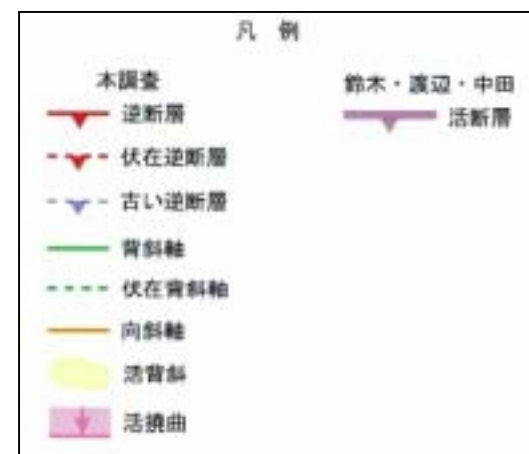 凡 例
本調査
逆断層
伏在逆断層
古い逆断層
背斜軸
伏在背斜軸
向斜軸
活背斜
活撓曲
鈴木・渡辺・中田
活断層